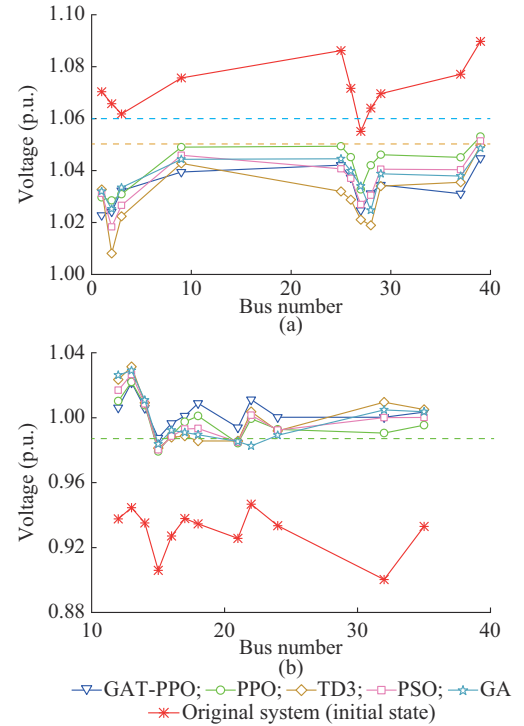 1.10
1.08
1.06
1.04
1.02
1.00
Voltage (p.u.)
0 10 20 30 40
Bus number
(a)
1.04
1.00
0.96
0.92
0.88
Voltage (p.u.)
10 20 30 40
Bus number
(b)
GAT-PPO; PPO; TD3; PSO; GA
Original system (initial state)